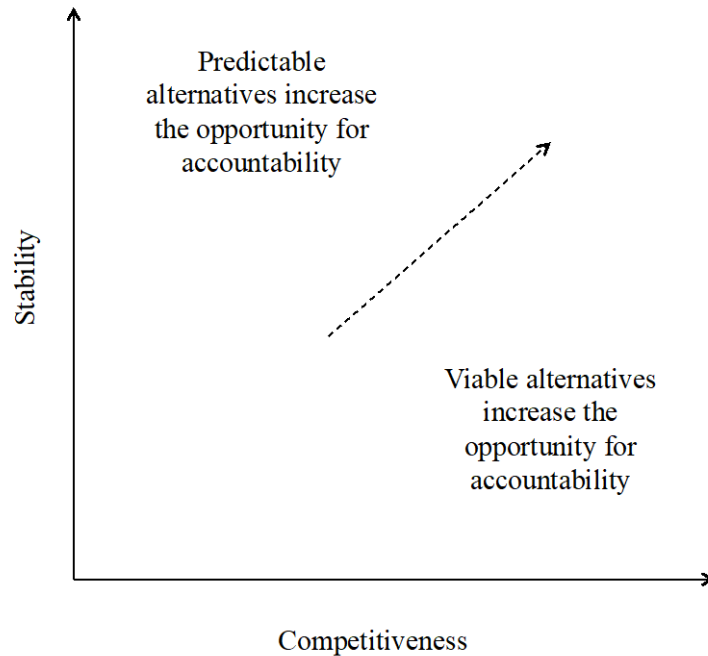 Predictable
alternatives increase
the opportunity for
accountability
Stability
Viable alternatives
increase the
opportunity for
accountability
Competitiveness